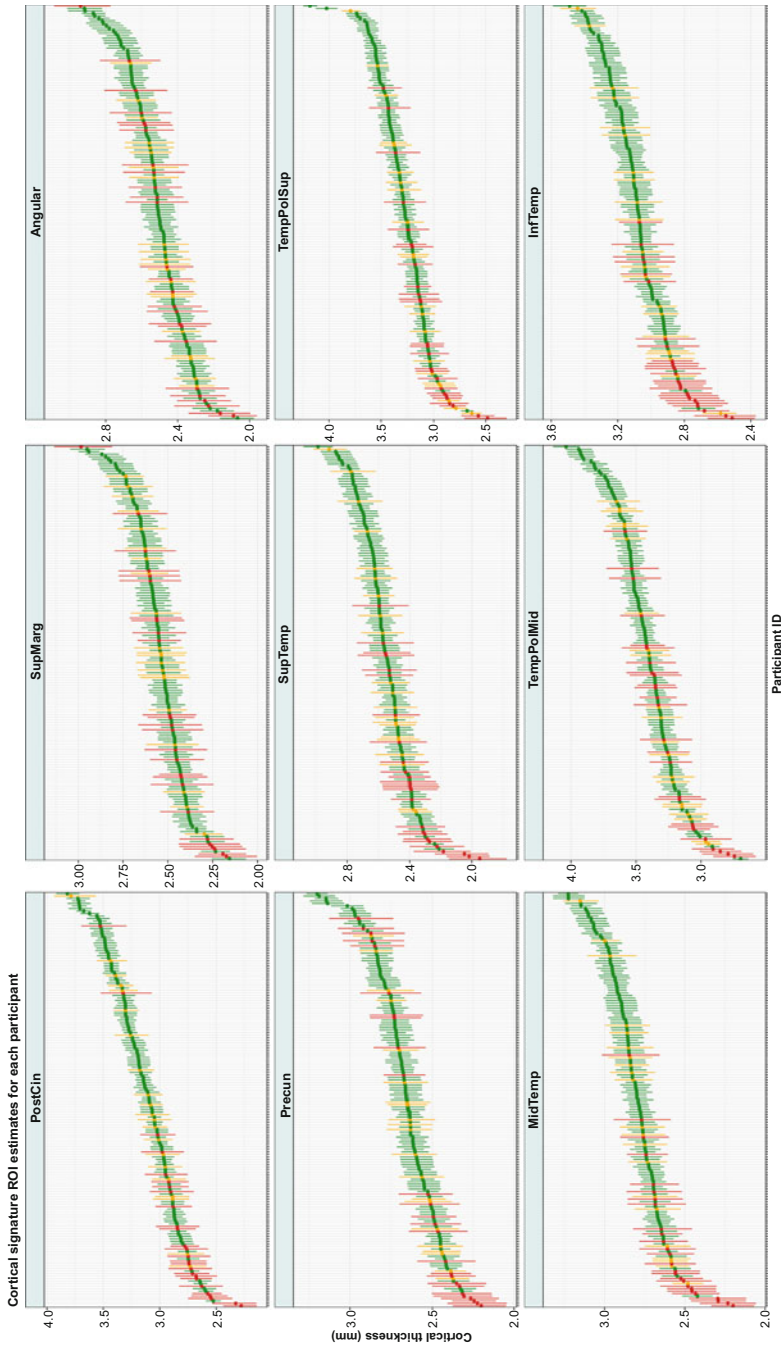 Cortical signature ROI estimates for each participant
PostCin
SupMarg
Angular
4.0
3.5
3.0
2.5
3.00
2.75
2.50
2.25
2.00
2.8
2.4
2.0
Cortical thickness (mm)
Precun
SupTemp
TempPolSup
3.0
2.5
2.0
2.8
2.4
2.0
4.0
3.5
3.0
2.5
MidTemp
TempPolMid
InfTemp
3.0
2.5
2.0
4.0
3.5
3.0
3.6
3.2
2.8
2.4
Participant ID